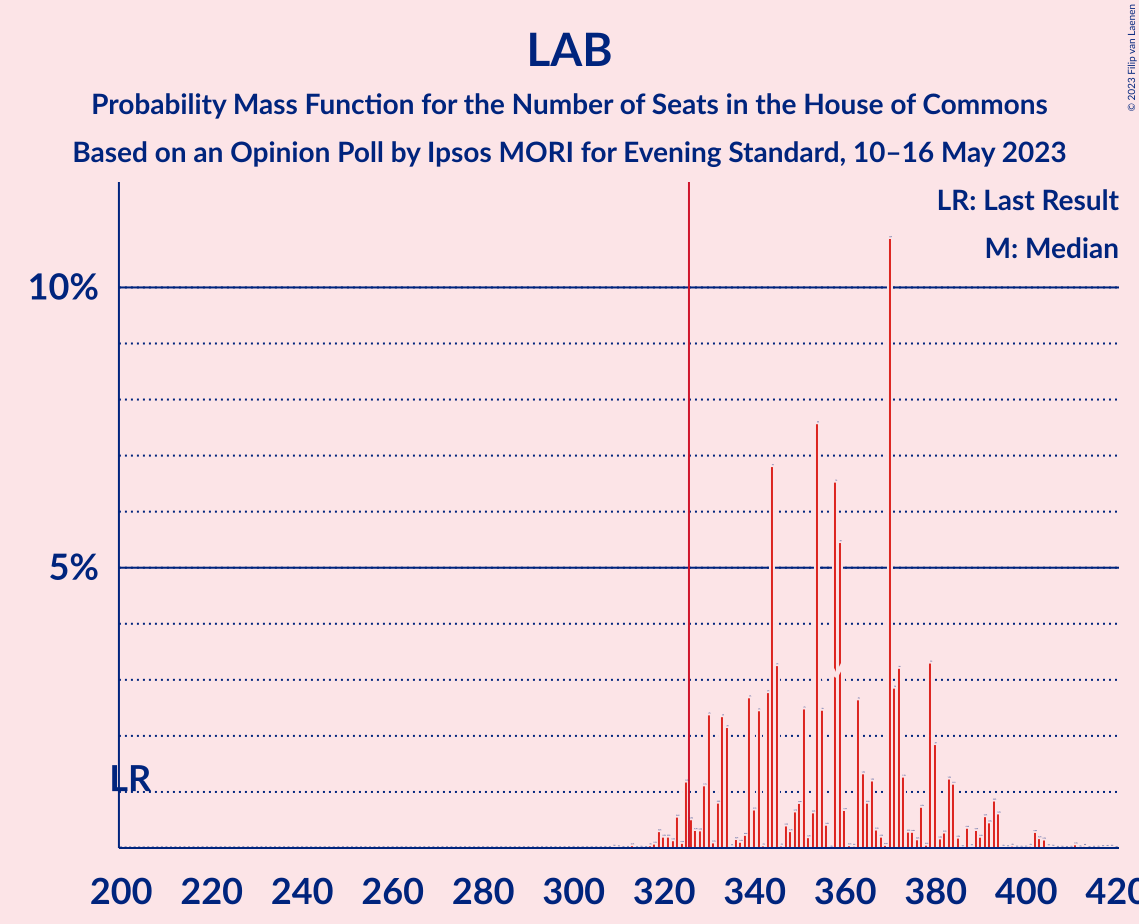 LAB
Probability Mass Function for the Number of Seats in the House of Commons
Based on an Opinion Poll by Ipsos MORI for Evening Standard, 10–16 May 2023
© 2023 Filip van Laenen
LR: Last Result
M: Median
10%
5%
LR
200 220 240 260 280 300 320 340 360 380 400 420